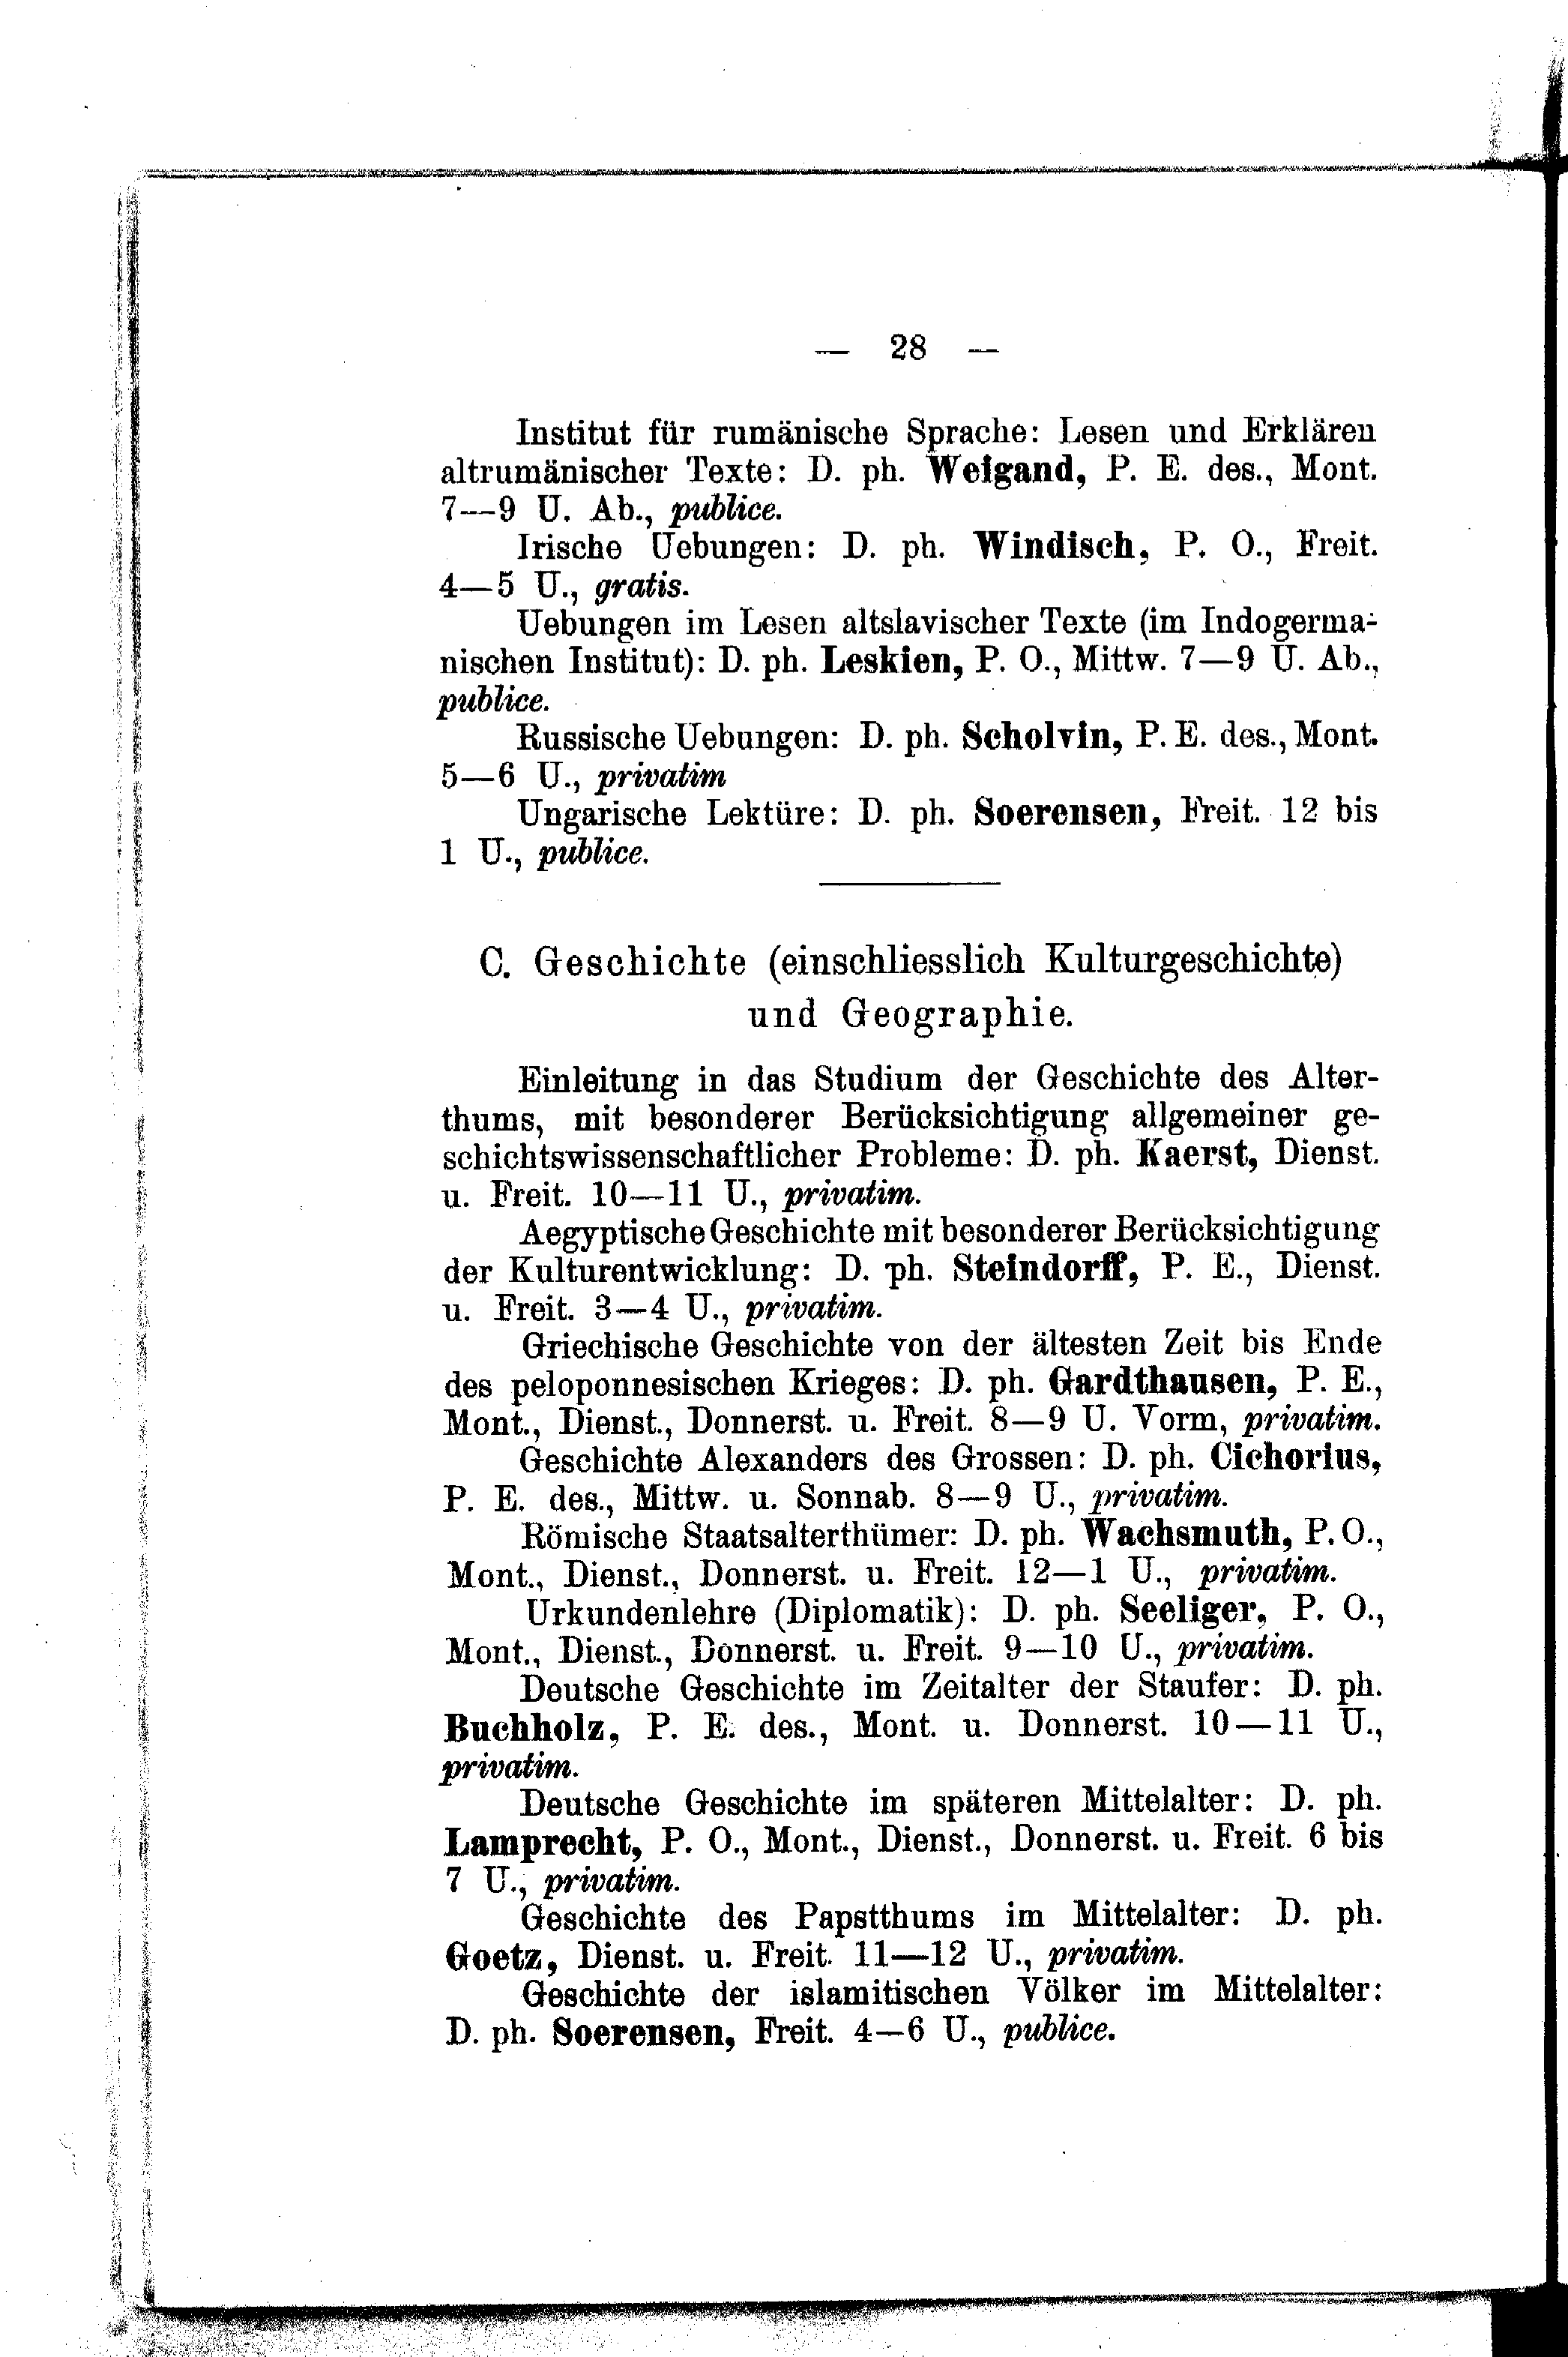 — 28 —
Institut für rumänische Sprache: Lesen und Erklären
altrumänischer Texte: D. ph. Weigand, P. E. des., Mont.
7—9 U. Ab., publice.
Irische Uebungen: D. ph. Windisch, P. O., Freit.
4—5 U., gratis.
Uebungen im Lesen altslavischer Texte (im Indogerma-
nischen Institut): D. ph. Leskien, P. O., Mittw. 7—9 U. Ab.,
publice.
Russische Uebungen: D. ph. Scholvin, P. E. des., Mont.
5—6 U., privatim
Ungarische Lektüre: D. ph. Soerensen, Freit. 12 bis
1 U., publice.
C. Geschichte (einschliesslich Kulturgeschichte)
und Geographie.
Einleitung in das Studium der Geschichte des Alter-
thums, mit besonderer Berücksichtigung allgemeiner ge-
schichtswissenschaftlicher Probleme: D. ph. Kaerst, Dienst.
u. Freit. 10—11 U., privatim.
Aegyptische Geschichte mit besonderer Berücksichtigung
der Kulturentwicklung: D. ph. Steindorff, P. E., Dienst.
u. Freit. 3—4 U., privatim.
Griechische Geschichte von der ältesten Zeit bis Ende
des peloponnesischen Krieges: D. ph. Gardthausen, P. E.,
Mont., Dienst., Donnerst. u. Freit. 8—9 U. Vorm, privatim.
Geschichte Alexanders des Grossen: D. ph. Cichorius,
P. E. des., Mittw. u. Sonnab. 8—9 U., privatim.
Römische Staatsalterthümer: D. ph. Wachsmuth, P. O.,
Mont., Dienst., Donnerst. u. Freit. 12—1 U., privatim.
Urkundenlehre (Diplomatik): D. ph. Seeliger, P. O.,
Mont., Dienst., Donnerst. u. Freit. 9—10 U., privatim.
Deutsche Geschichte im Zeitalter der Staufer: D. ph.
Buchholz, P. E. des., Mont. u. Donnerst. 10—11 U.,
privatim.
Deutsche Geschichte im späteren Mittelalter: D. ph.
Lamprecht, P. O., Mont., Dienst., Donnerst. u. Freit. 6 bis
7 U., privatim.
Geschichte des Papstthums im Mittelalter: D. ph.
Goetz, Dienst. u. Freit. 11—12 U., privatim.
Geschichte der islamitischen Völker im Mittelalter:
D. ph. Soerensen, Freit. 4—6 U., publice.